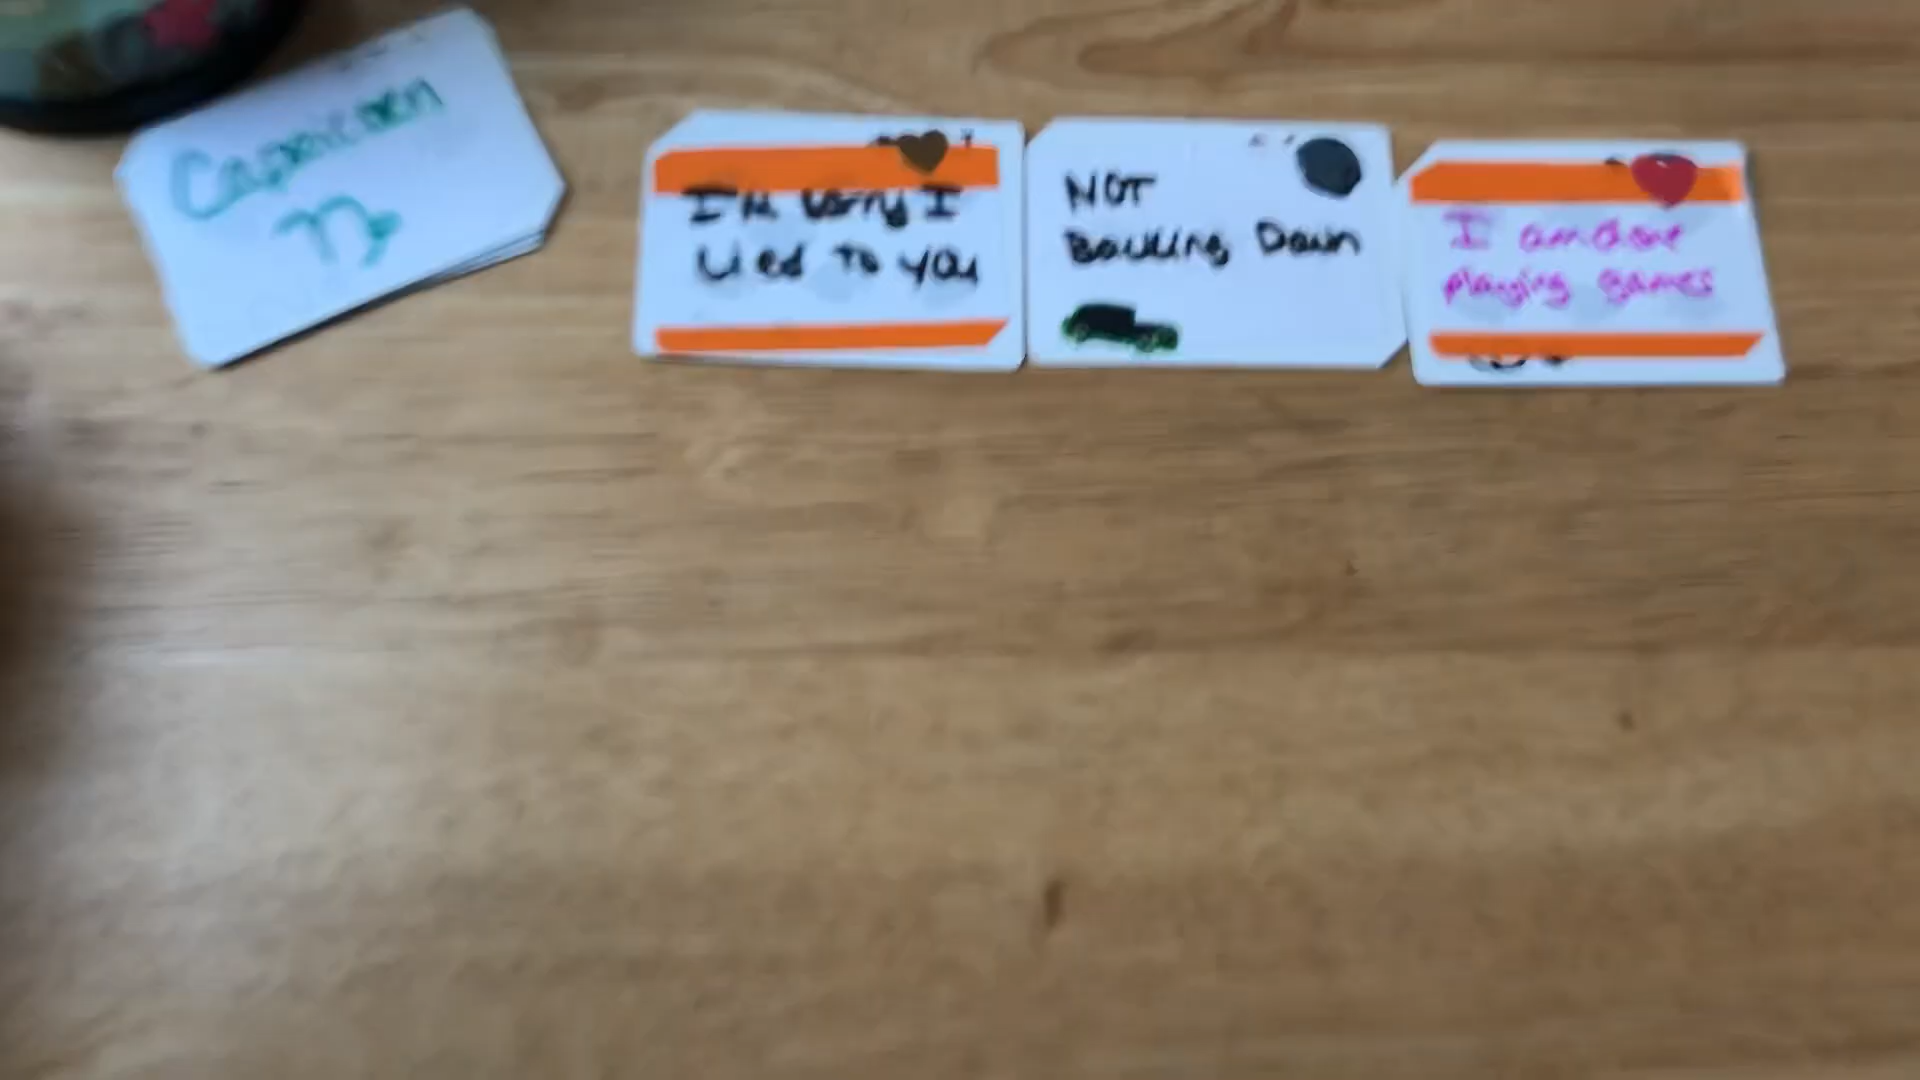 Capricorn
I'm sorry I
Lied to you
NOT
Backing Down
I am done
playing games